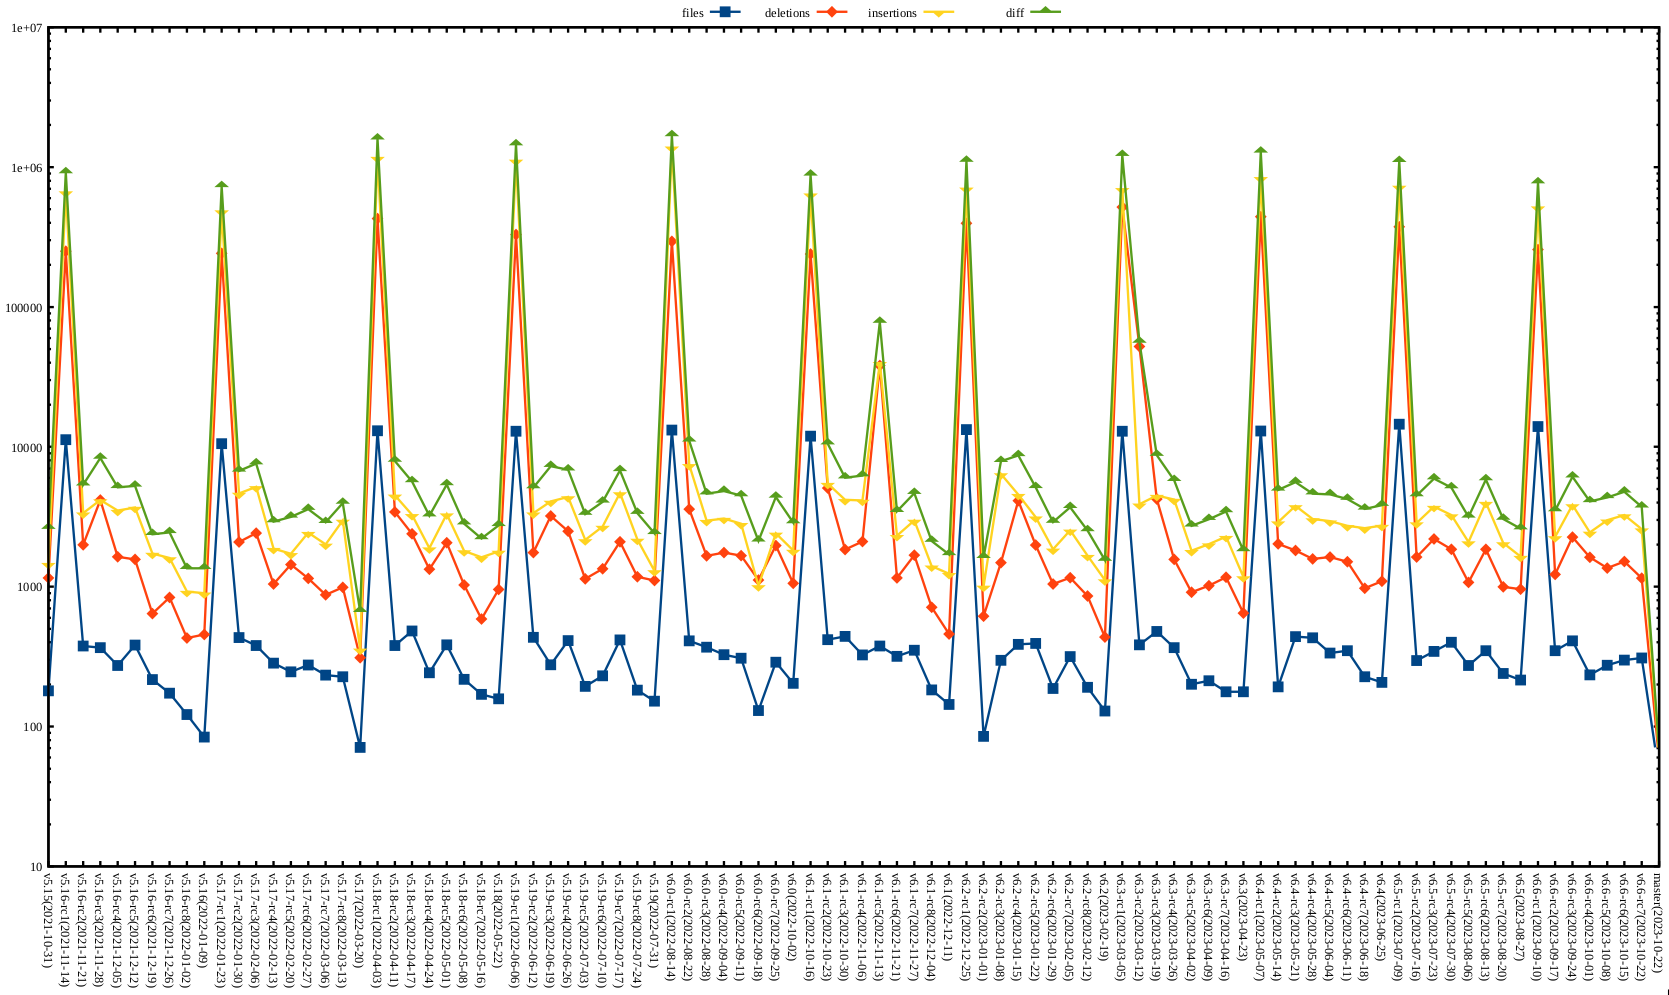 files deletions insertions diff
1e+07
1e+06
100000
10000
1000
100
10
v5.15(2021-10-31)
v5.16-rc1(2021-11-14)
v5.16-rc2(2021-11-21)
v5.16-rc3(2021-11-28)
v5.16-rc4(2021-12-05)
v5.16-rc5(2021-12-12)
v5.16-rc6(2021-12-19)
v5.16-rc7(2021-12-26)
v5.16-rc8(2022-01-02)
v5.16(2022-01-09)
v5.17-rc1(2022-01-23)
v5.17-rc2(2022-01-30)
v5.17-rc3(2022-02-06)
v5.17-rc4(2022-02-13)
v5.17-rc5(2022-02-20)
v5.17-rc6(2022-02-27)
v5.17-rc7(2022-03-06)
v5.17-rc8(2022-03-13)
v5.17(2022-03-20)
v5.18-rc1(2022-04-03)
v5.18-rc2(2022-04-11)
v5.18-rc3(2022-04-17)
v5.18-rc4(2022-04-24)
v5.18-rc5(2022-05-01)
v5.18-rc6(2022-05-08)
v5.18-rc7(2022-05-15)
v5.18(2022-05-22)
v5.19-rc1(2022-06-06)
v5.19-rc2(2022-06-12)
v5.19-rc3(2022-06-19)
v5.19-rc4(2022-06-26)
v5.19-rc5(2022-07-03)
v5.19-rc6(2022-07-10)
v5.19-rc7(2022-07-17)
v5.19-rc8(2022-07-24)
v5.19(2022-07-31)
v6.0-rc1(2022-08-14)
v6.0-rc2(2022-08-22)
v6.0-rc3(2022-08-28)
v6.0-rc4(2022-09-04)
v6.0-rc5(2022-09-11)
v6.0-rc6(2022-09-18)
v6.0-rc7(2022-09-25)
v6.0(2022-10-02)
v6.1-rc1(2022-10-16)
v6.1-rc2(2022-10-23)
v6.1-rc3(2022-10-30)
v6.1-rc4(2022-11-06)
v6.1-rc5(2022-11-13)
v6.1-rc6(2022-11-21)
v6.1-rc7(2022-11-27)
v6.1-rc8(2022-12-04)
v6.1(2022-12-11)
v6.2-rc1(2022-12-25)
v6.2-rc2(2023-01-01)
v6.2-rc3(2023-01-08)
v6.2-rc4(2023-01-15)
v6.2-rc5(2023-01-22)
v6.2-rc6(2023-01-29)
v6.2-rc7(2023-02-05)
v6.2-rc8(2023-02-12)
v6.2(2023-02-19)
v6.3-rc1(2023-03-05)
v6.3-rc2(2023-03-12)
v6.3-rc3(2023-03-19)
v6.3-rc4(2023-03-26)
v6.3-rc5(2023-04-02)
v6.3-rc6(2023-04-09)
v6.3-rc7(2023-04-16)
v6.3(2023-04-23)
v6.4-rc1(2023-05-07)
v6.4-rc2(2023-05-14)
v6.4-rc3(2023-05-21)
v6.4-rc4(2023-05-28)
v6.4-rc5(2023-06-04)
v6.4-rc6(2023-06-11)
v6.4-rc7(2023-06-18)
v6.4(2023-06-25)
v6.5-rc1(2023-07-09)
v6.5-rc2(2023-07-16)
v6.5-rc3(2023-07-23)
v6.5-rc4(2023-07-30)
v6.5-rc5(2023-08-06)
v6.5-rc6(2023-08-13)
v6.5-rc7(2023-08-20)
v6.5(2023-08-27)
v6.6-rc1(2023-09-10)
v6.6-rc2(2023-09-17)
v6.6-rc3(2023-09-24)
v6.6-rc4(2023-10-01)
v6.6-rc5(2023-10-08)
v6.6-rc6(2023-10-15)
v6.6-rc7(2023-10-22)
master(2023-10-22)